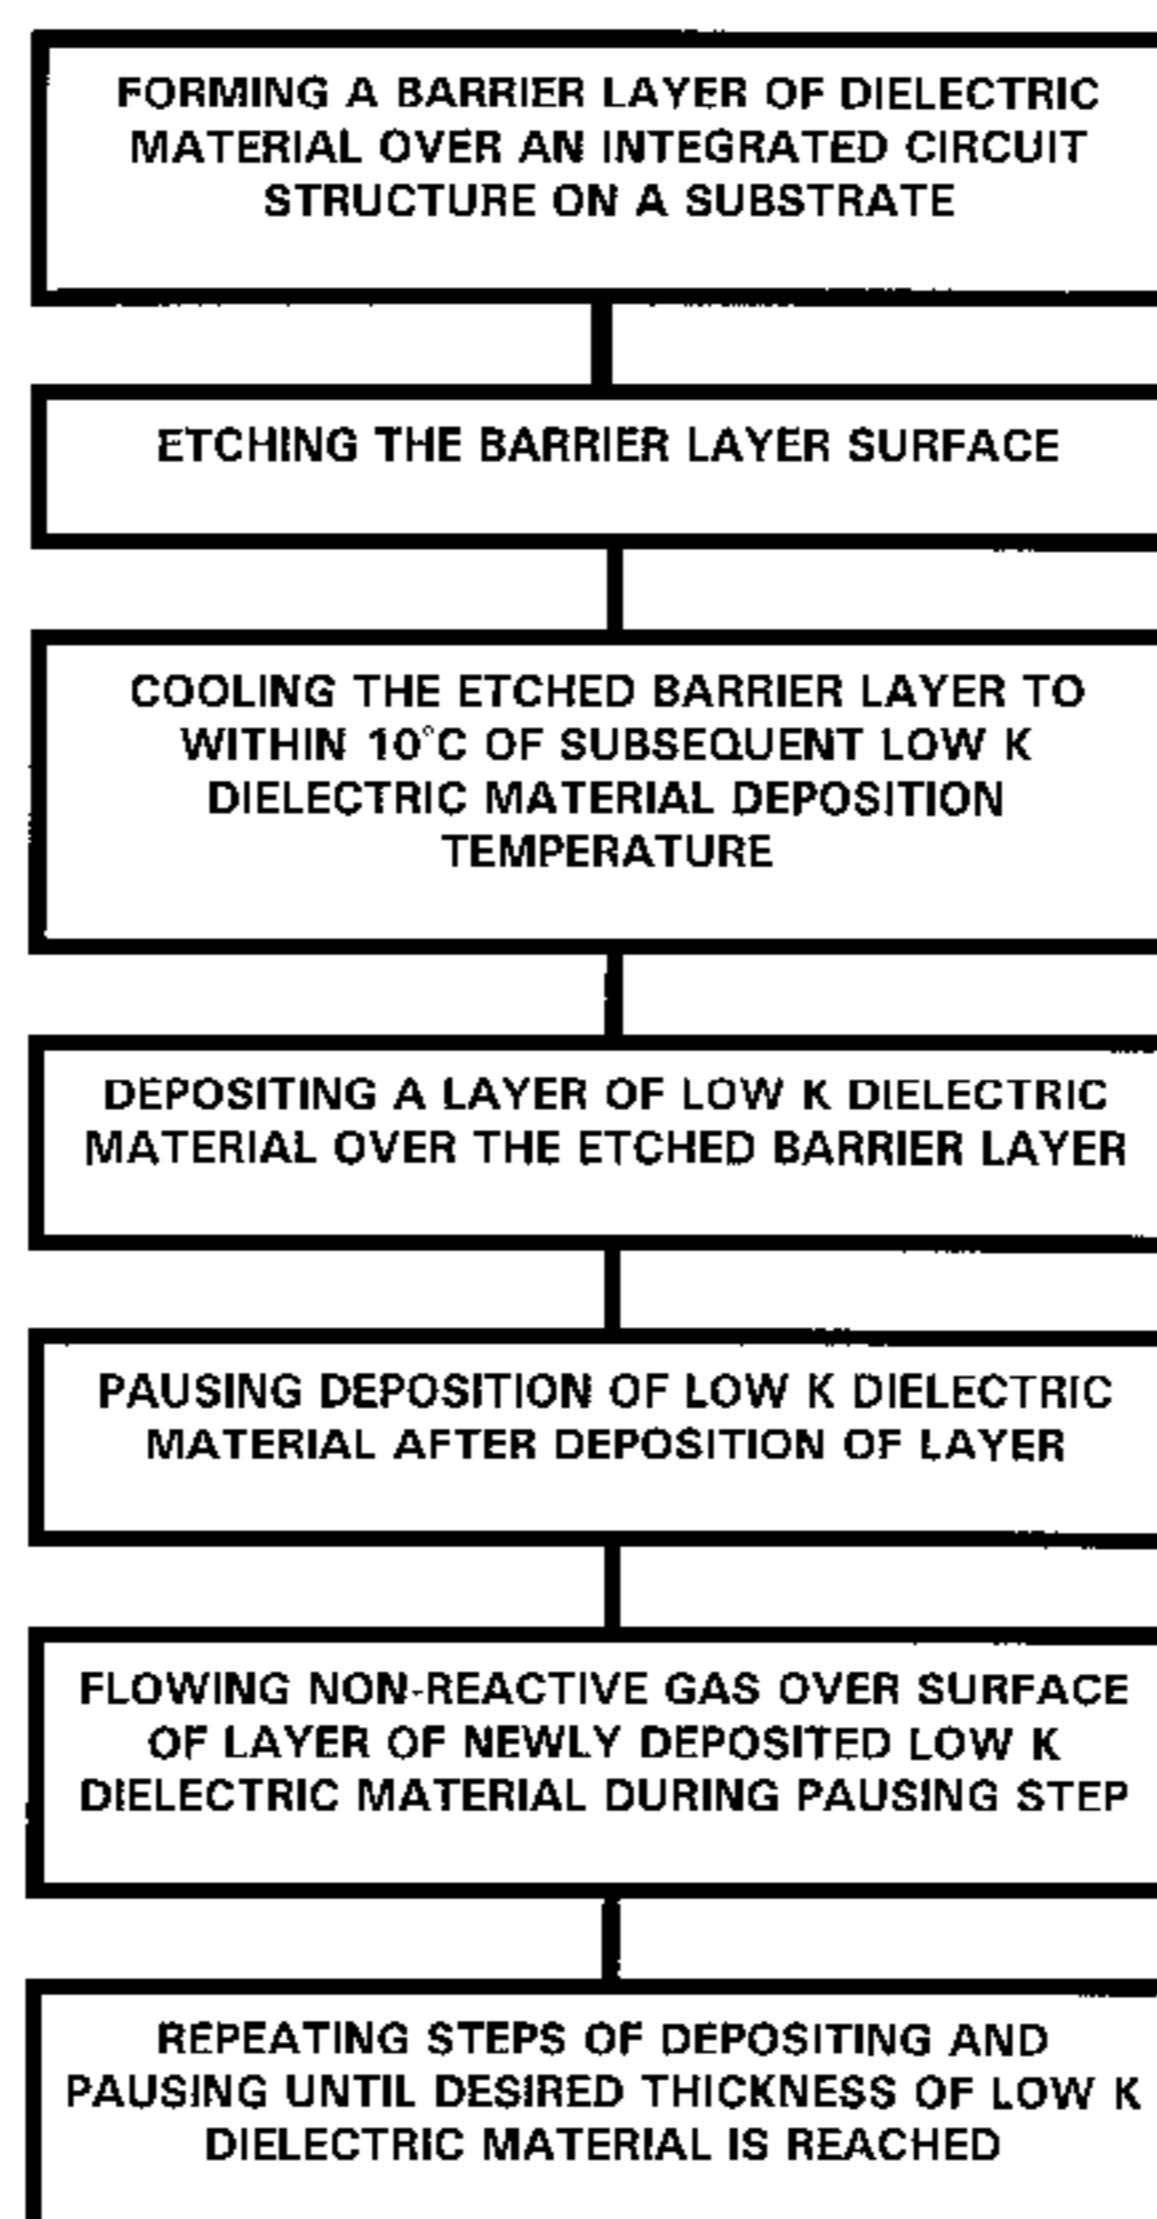 FORMING A BARRIER LAYER OF DIELECTRIC
MATERIAL OVER AN INTEGRATED CIRCUIT
STRUCTURE ON A SUBSTRATE
ETCHING THE BARRIER LAYER SURFACE
COOLING THE ETCHED BARRIER LAYER TO
WITHIN 10°C OF SUBSEQUENT LOW K
DIELECTRIC MATERIAL DEPOSITION
TEMPERATURE
DEPOSITING A LAYER OF LOW K DIELECTRIC
MATERIAL OVER THE ETCHED BARRIER LAYER
PAUSING DEPOSITION OF LOW K DIELECTRIC
MATERIAL AFTER DEPOSITION OF LAYER
FLOWING NON-REACTIVE GAS OVER SURFACE
OF LAYER OF NEWLY DEPOSITED LOW K
DIELECTRIC MATERIAL DURING PAUSING STEP
REPEATING STEPS OF DEPOSITING AND
PAUSING UNTIL DESIRED THICKNESS OF LOW K
DIELECTRIC MATERIAL IS REACHED